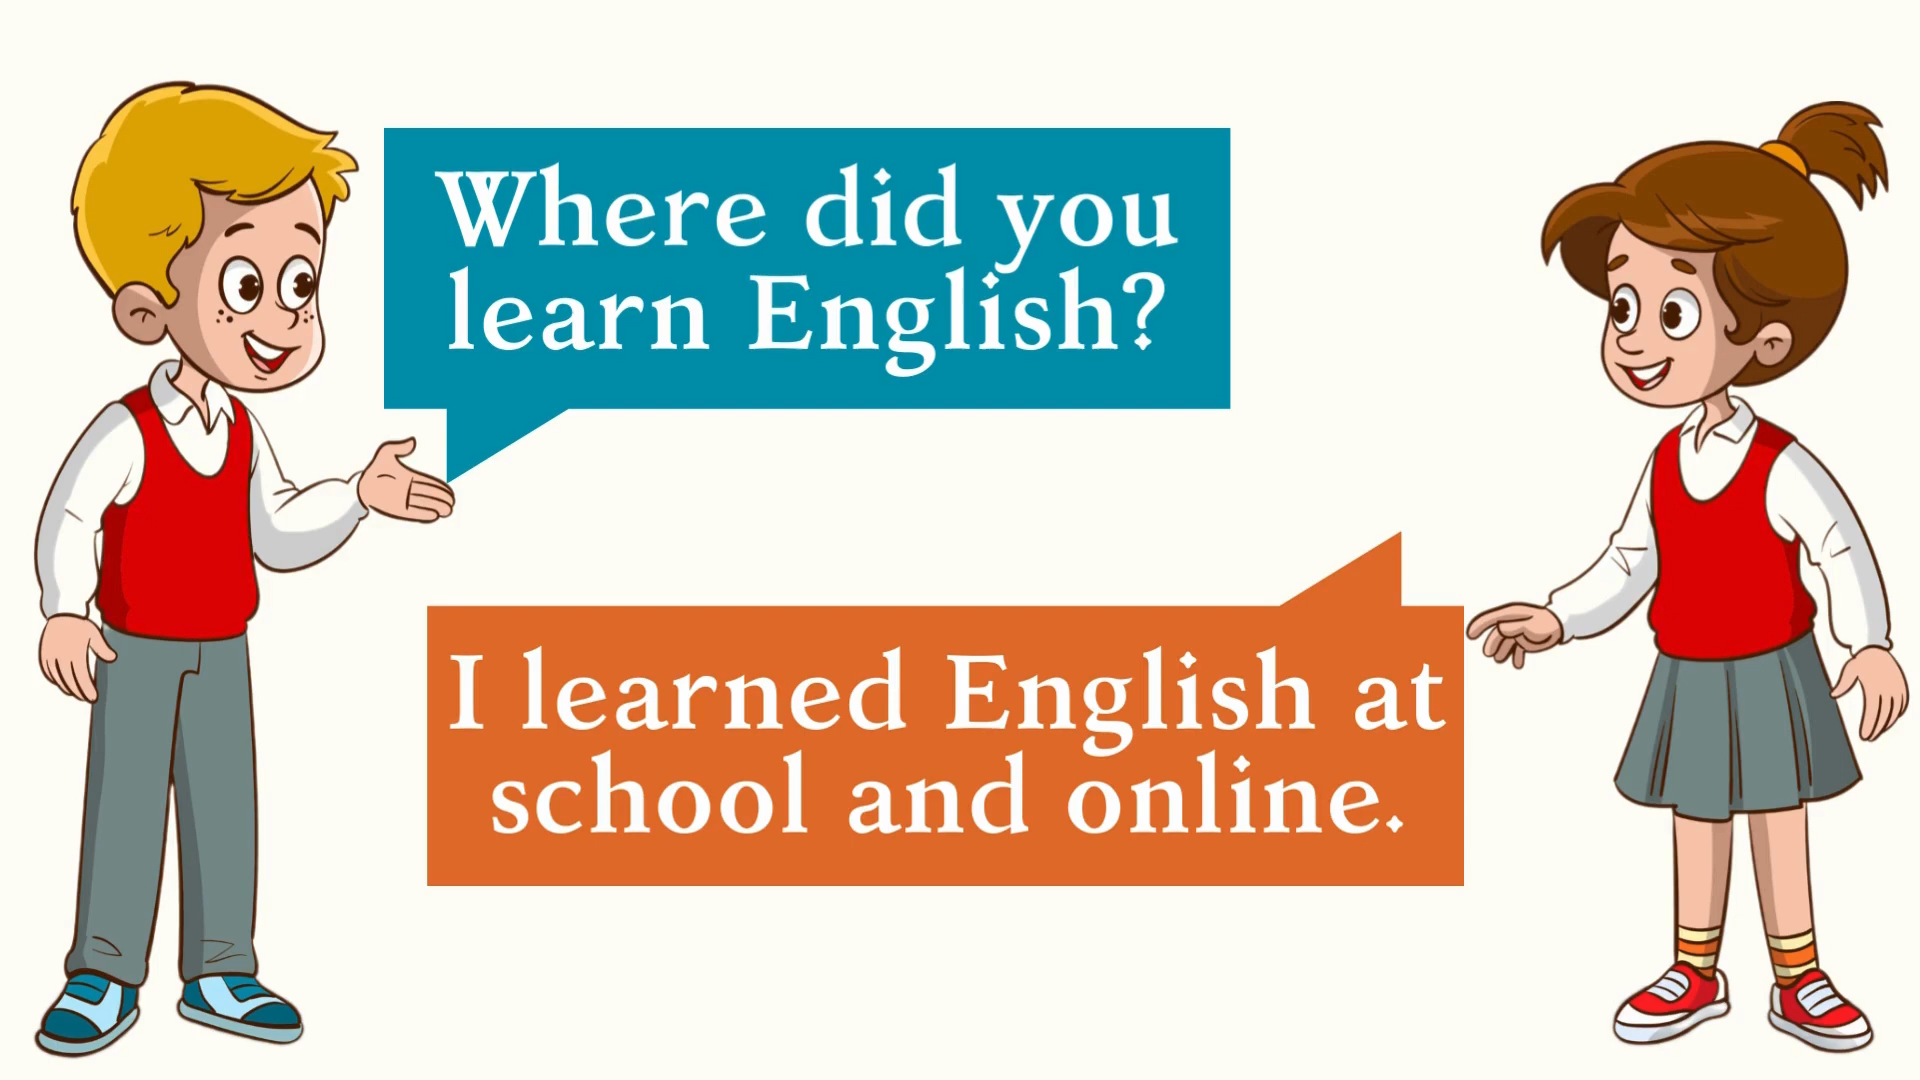 Where did you
learn English?
I learned English at
school and online.